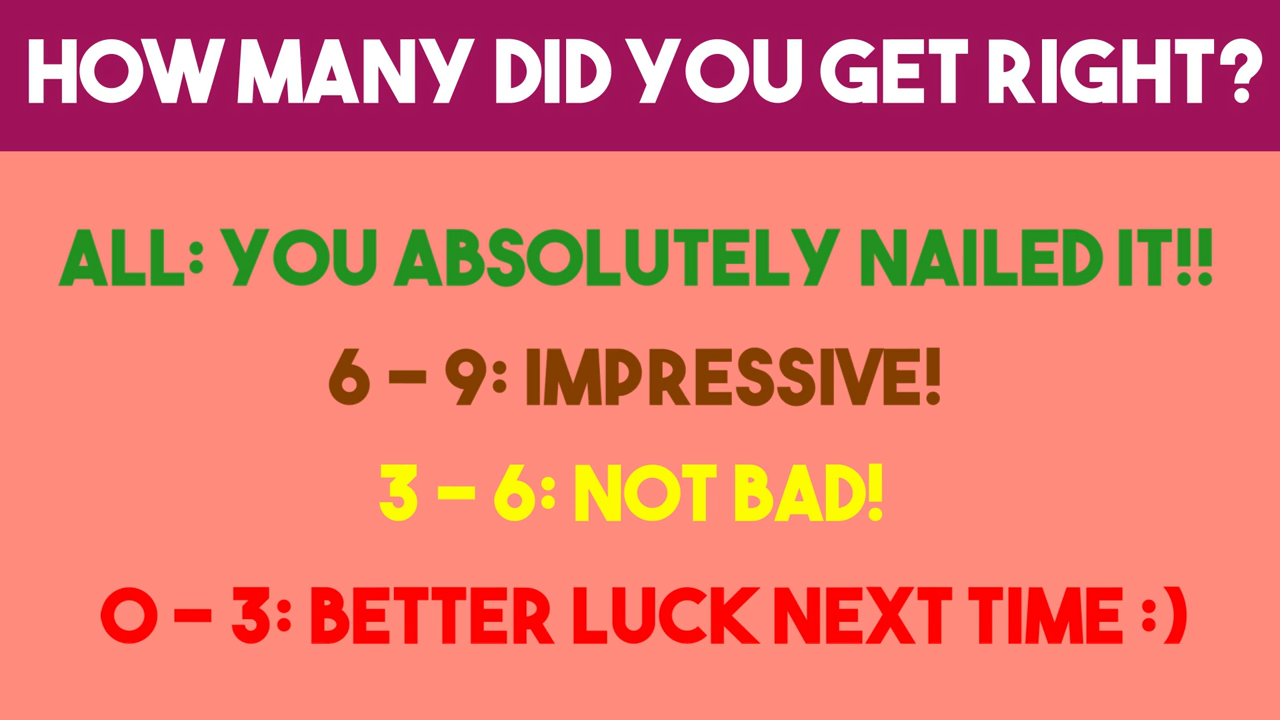 HOW MANY DID YOU GET RIGHT?
ALL: YOU ABSOLUTELY NAILED IT!!
6 – 9: IMPRESSIVE!
3 – 6: NOT BAD!
0 – 3: BETTER LUCK NEXT TIME :)